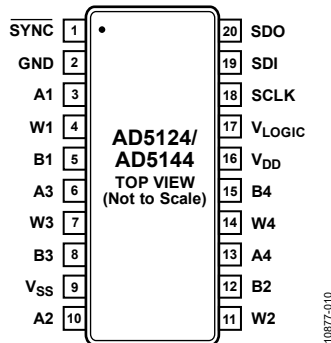 SYNC 1
GND 2
A1 3
W1 4
B1 5
A3 6
W3 7
B3 8
VSS 9
A2 10
AD5124/
AD5144
TOP VIEW
(Not to Scale)
20 SDO
19 SDI
18 SCLK
17 VLOGIC
16 VDD
15 B4
14 W4
13 A4
12 B2
11 W2
10877-010